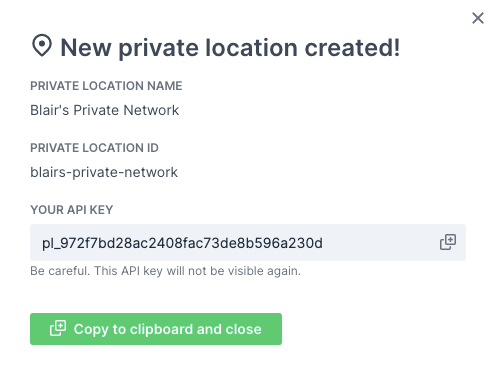 New private location created!
PRIVATE LOCATION NAME
Blair's Private Network
PRIVATE LOCATION ID
blairs-private-network
YOUR API KEY
pl_972f7bd28ac2408fac73de8b596a230d
Be careful. This API key will not be visible again.
Copy to clipboard and close